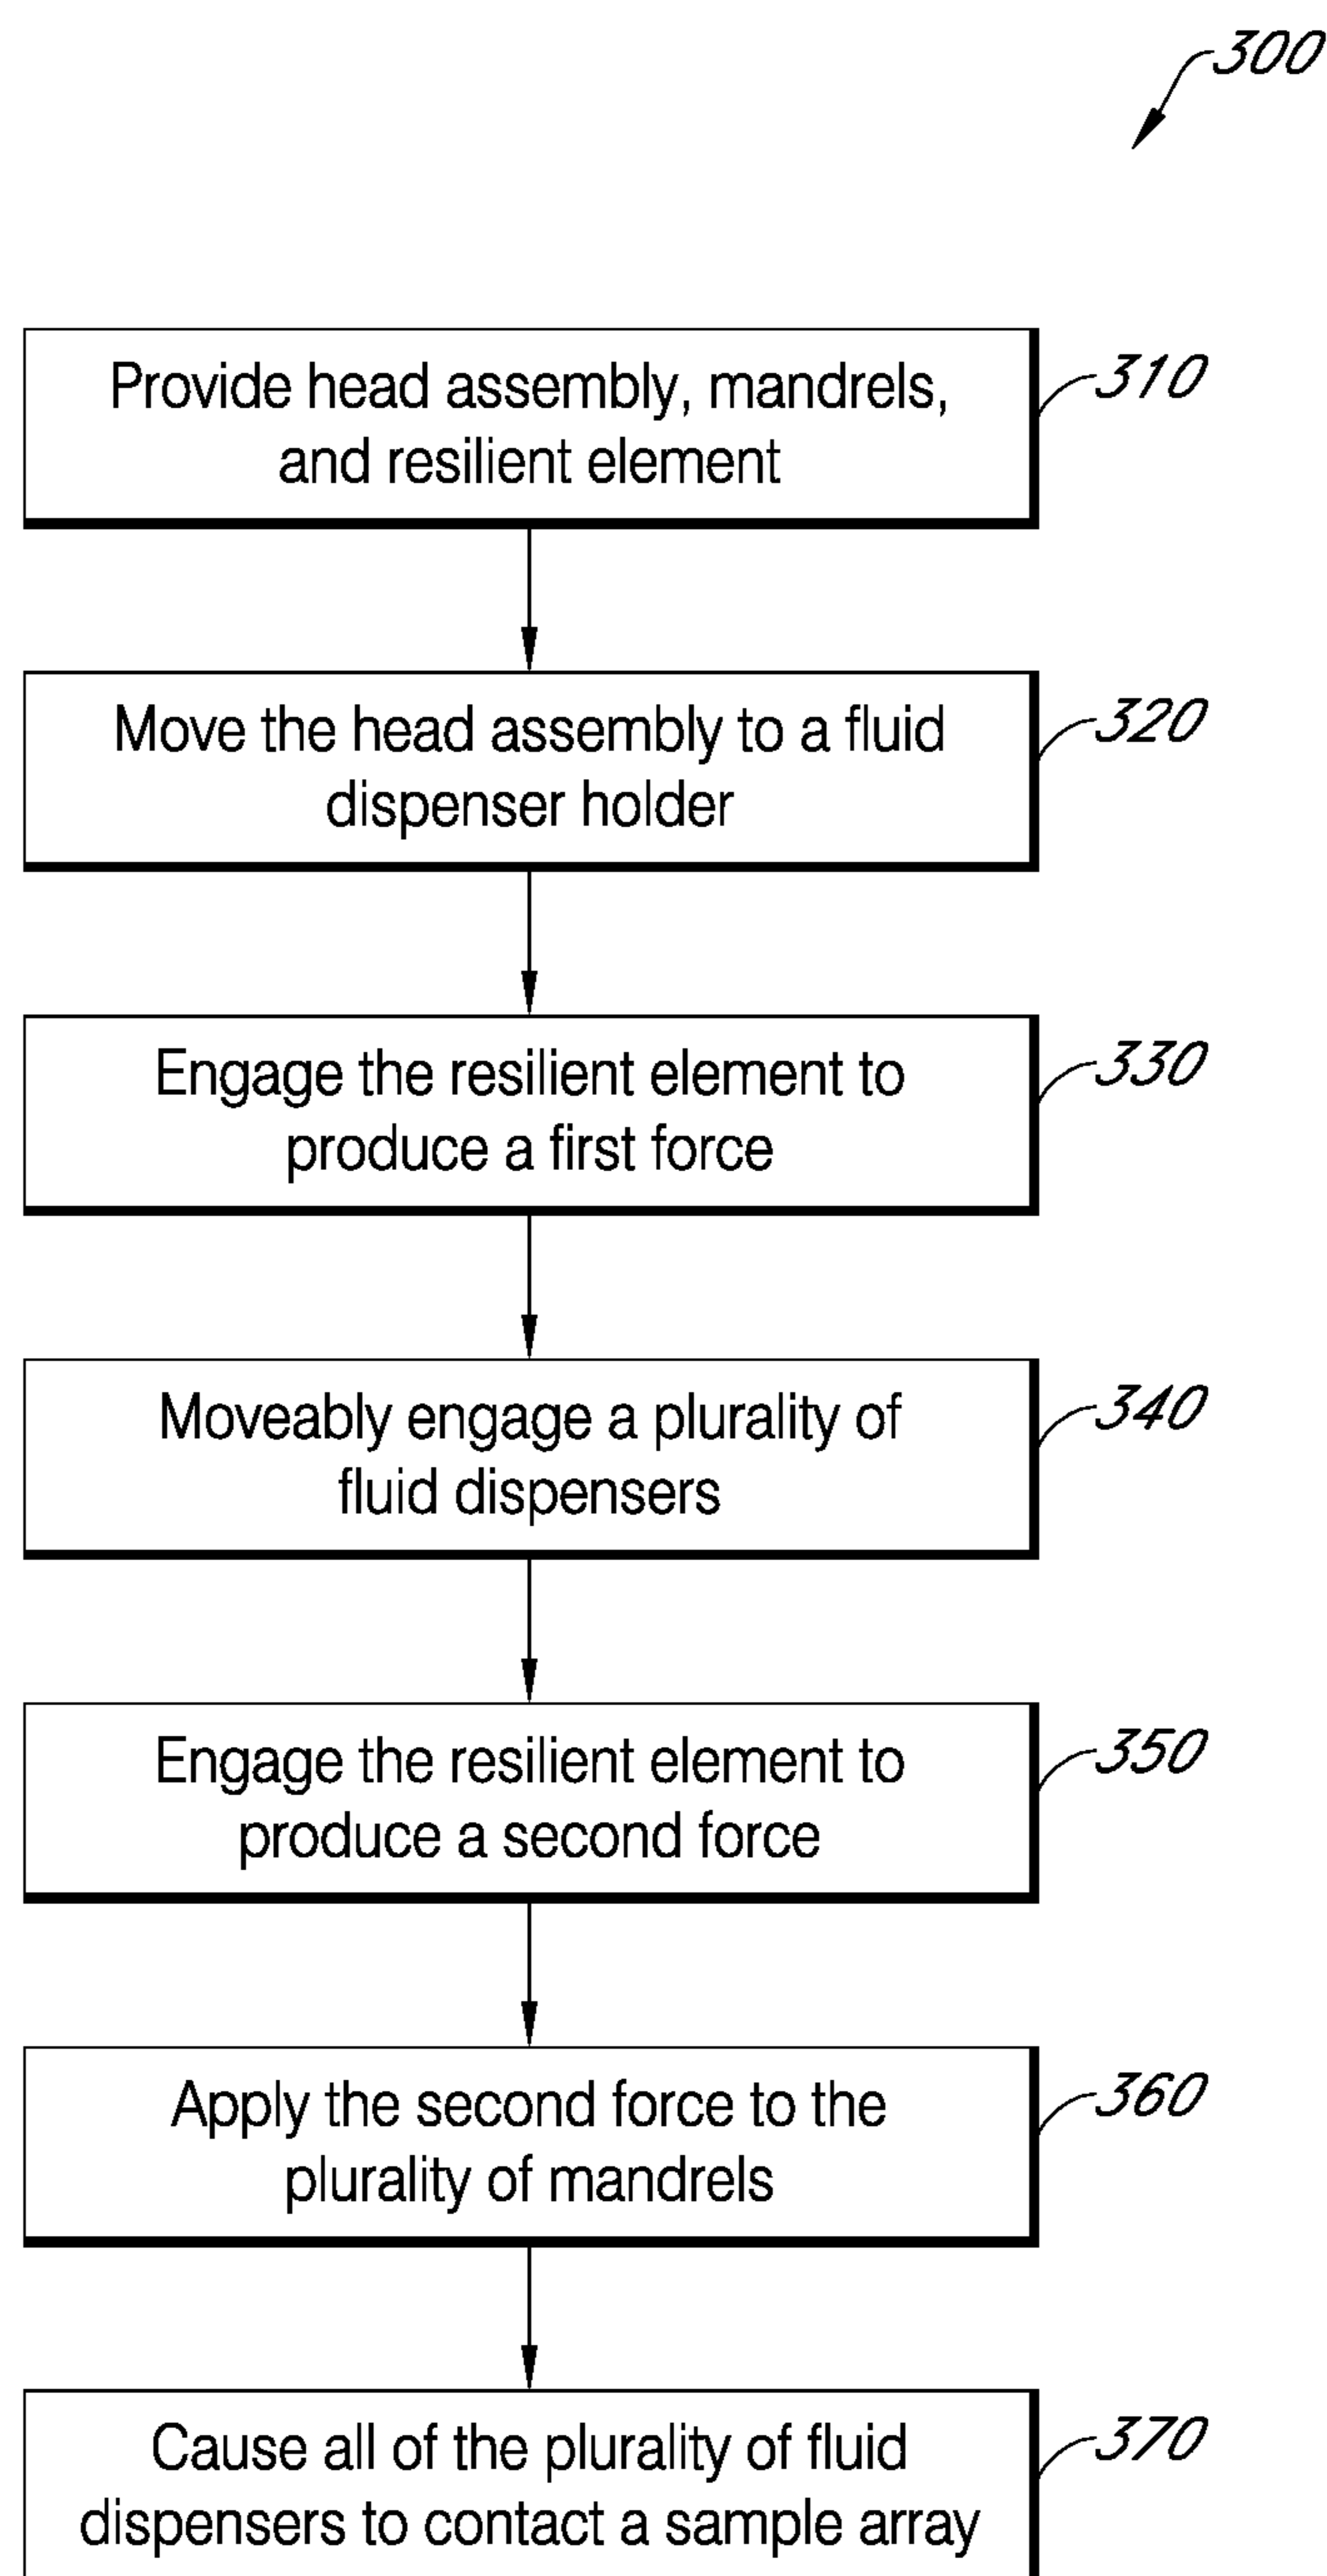 300
Provide head assembly, mandrels,
and resilient element
310
Move the head assembly to a fluid
dispenser holder
320
Engage the resilient element to
produce a first force
330
Moveably engage a plurality of
fluid dispensers
340
Engage the resilient element to
produce a second force
350
Apply the second force to the
plurality of mandrels
360
Cause all of the plurality of fluid
dispensers to contact a sample array
370